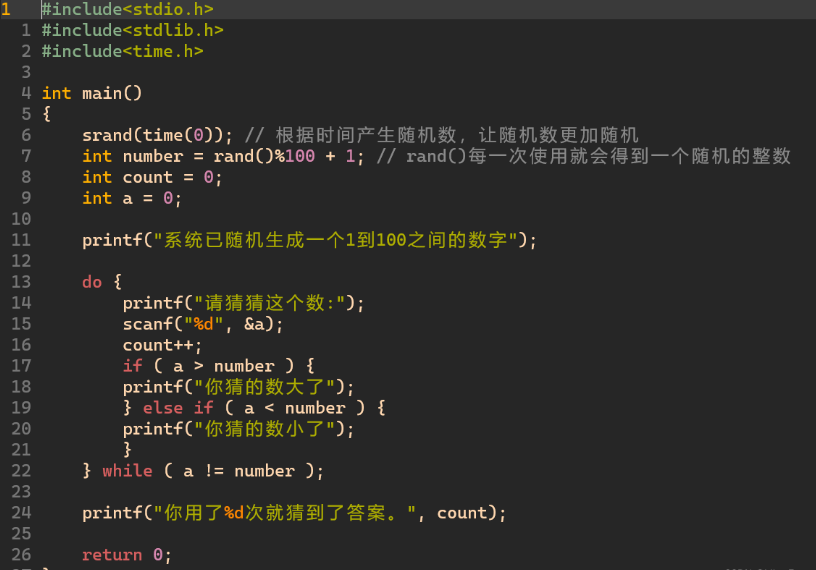 1 #include<stdio.h>
1 #include<stdlib.h>
2 #include<time.h>
3
4 int main()
5 {
6 srand(time(0)); // 根据时间产生随机数，让随机数更加随机
7 int number = rand()%100 + 1; // rand()每一次使用就会得到一个随机的整数
8 int count = 0;
9 int a = 0;
10
11 printf("系统已随机生成一个1到100之间的数字");
12
13 do {
14 printf("请猜猜这个数:");
15 scanf("%d", &a);
16 count++;
17 if ( a > number ) {
18 printf("你猜的数大了");
19 } else if ( a < number ) {
20 printf("你猜的数小了");
21 }
22 } while ( a != number );
23
24 printf("你用了%d次就猜到了答案。", count);
25
26 return 0;